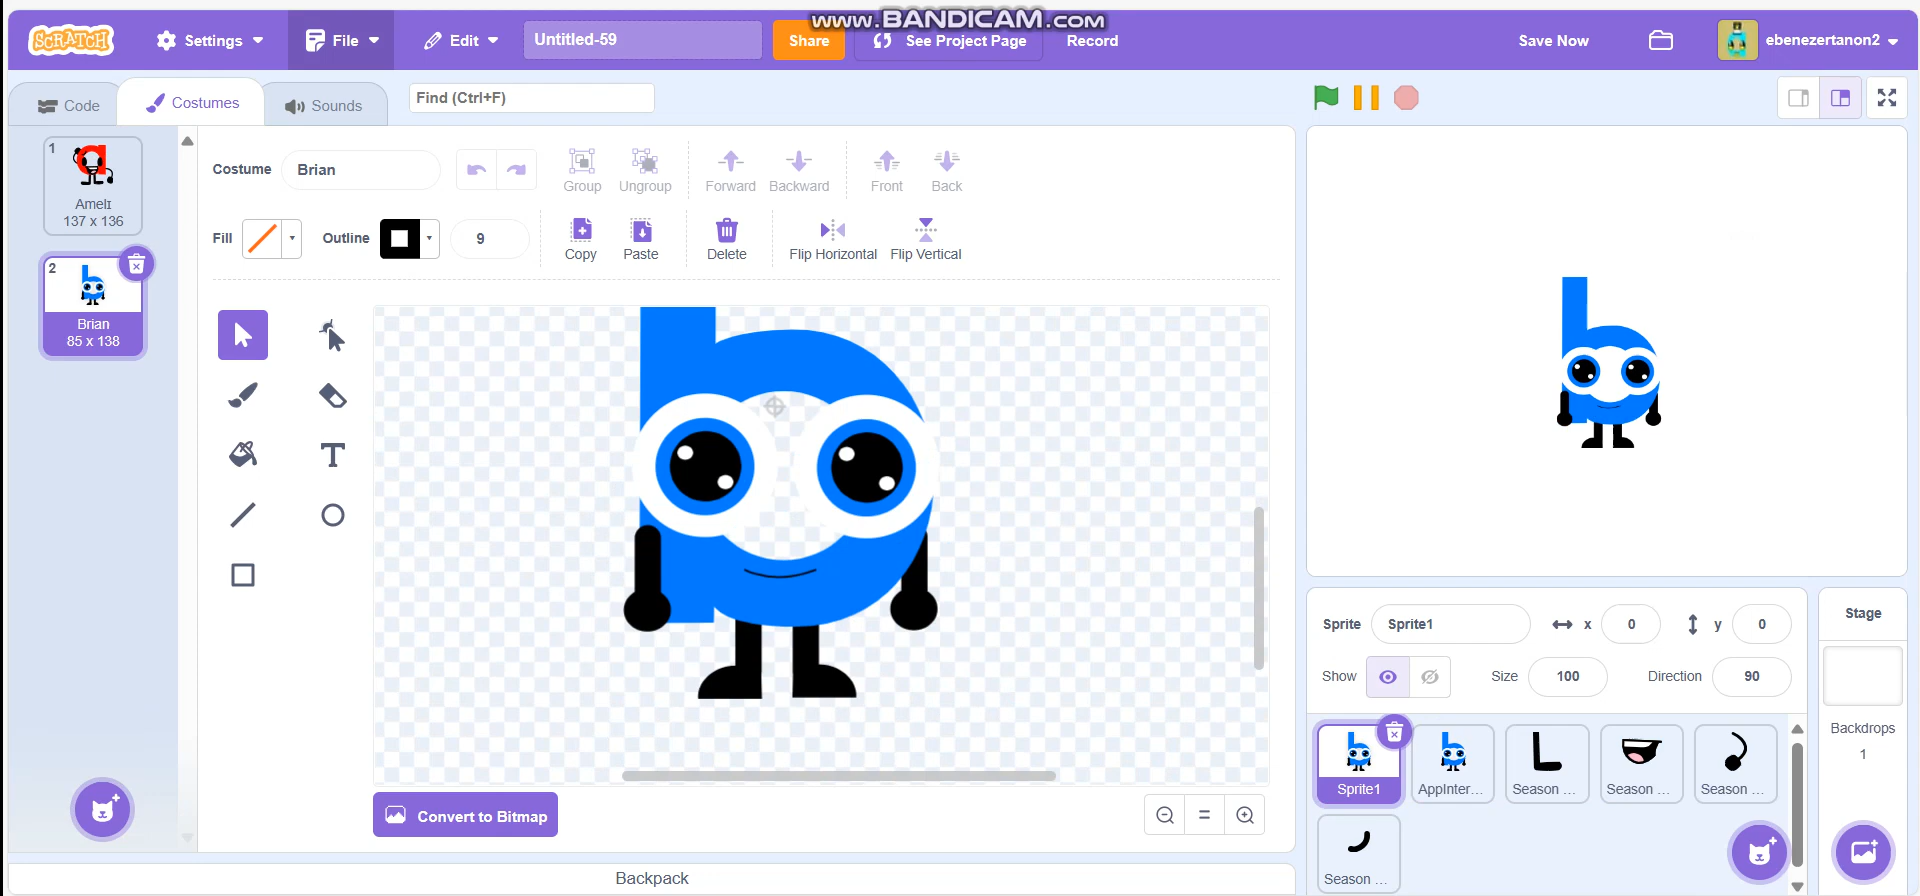 www.BANDICAM.com
SCRATCH
Settings
File
Edit
Untitled-59
Share
See Project Page
Record
Save Now
ebenezertanon2
Code
Costumes
Sounds
Find (Ctrl+F)
1
Amelɪ
137 x 136
2
Brian
85 x 138
Costume
Brian
Group
Ungroup
Forward
Backward
Front
Back
Fill
Outline
9
Copy
Paste
Delete
Flip Horizontal
Flip Vertical
Convert to Bitmap
Backpack
Sprite
Sprite1
x
0
y
0
Show
Size
100
Direction
90
Sprite1
AppInter...
Season ...
Season ...
Season ...
Season ...
Stage
Backdrops
1